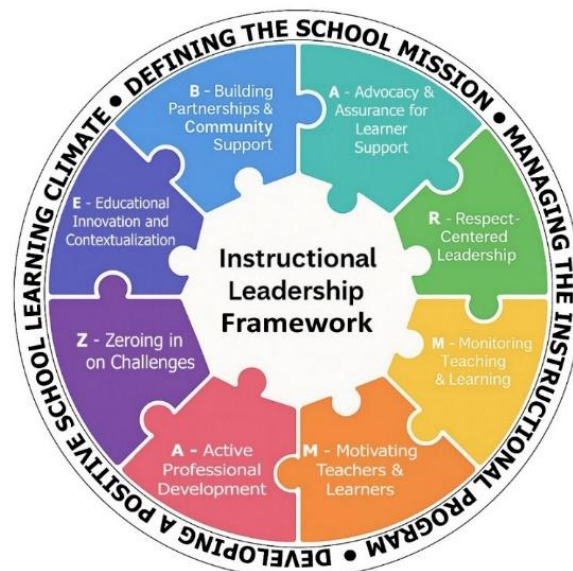 DEFINING THE SCHOOL MISSION • MANAGING THE INSTRUCTIONAL PROGRAM • DEVELOPING A POSITIVE SCHOOL LEARNING CLIMATE •
B - Building
Partnerships &
Community
Support
A - Advocacy &
Assurance for
Learner
Support
R - Respect-
Centered
Leadership
M - Monitoring
Teaching
& Learning
M - Motivating
Teachers &
Learners
A - Active
Professional
Development
Z - Zeroing in
on Challenges
E - Educational
Innovation and
Contextualization
Instructional
Leadership
Framework